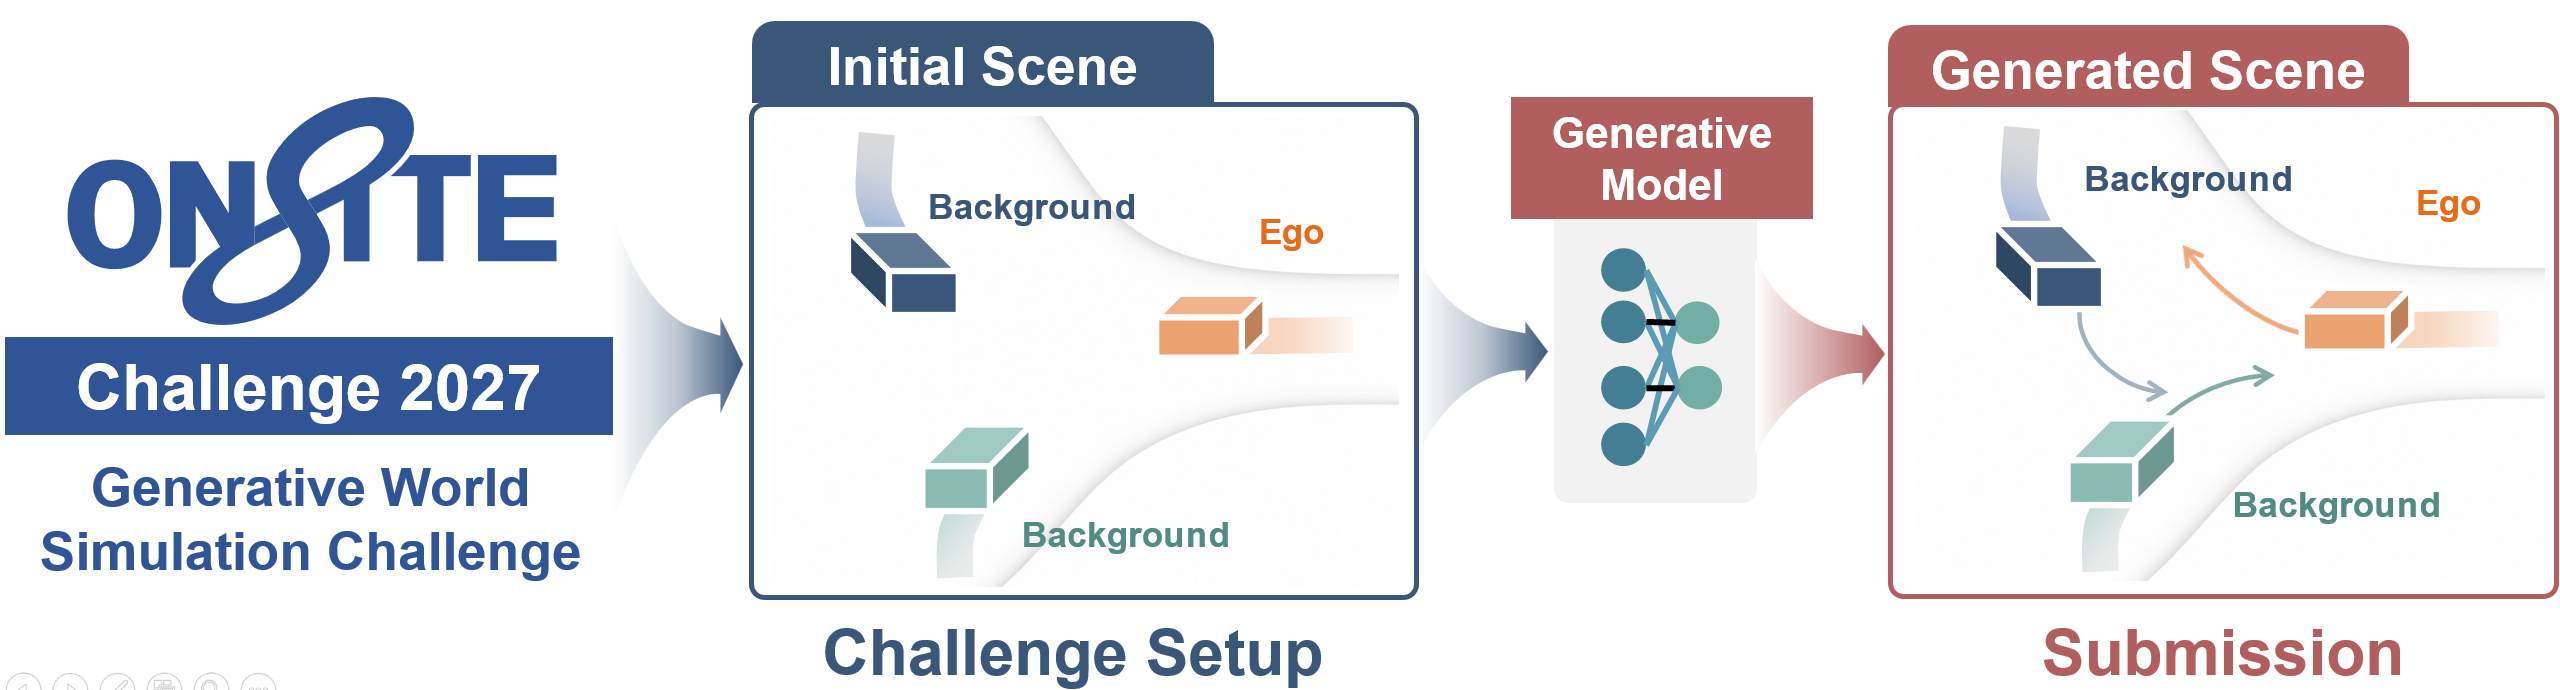 ONSITE
Challenge 2027
Generative World
Simulation Challenge
Initial Scene
Background
Ego
Background
Challenge Setup
Generative
Model
Generated Scene
Background
Ego
Background
Submission